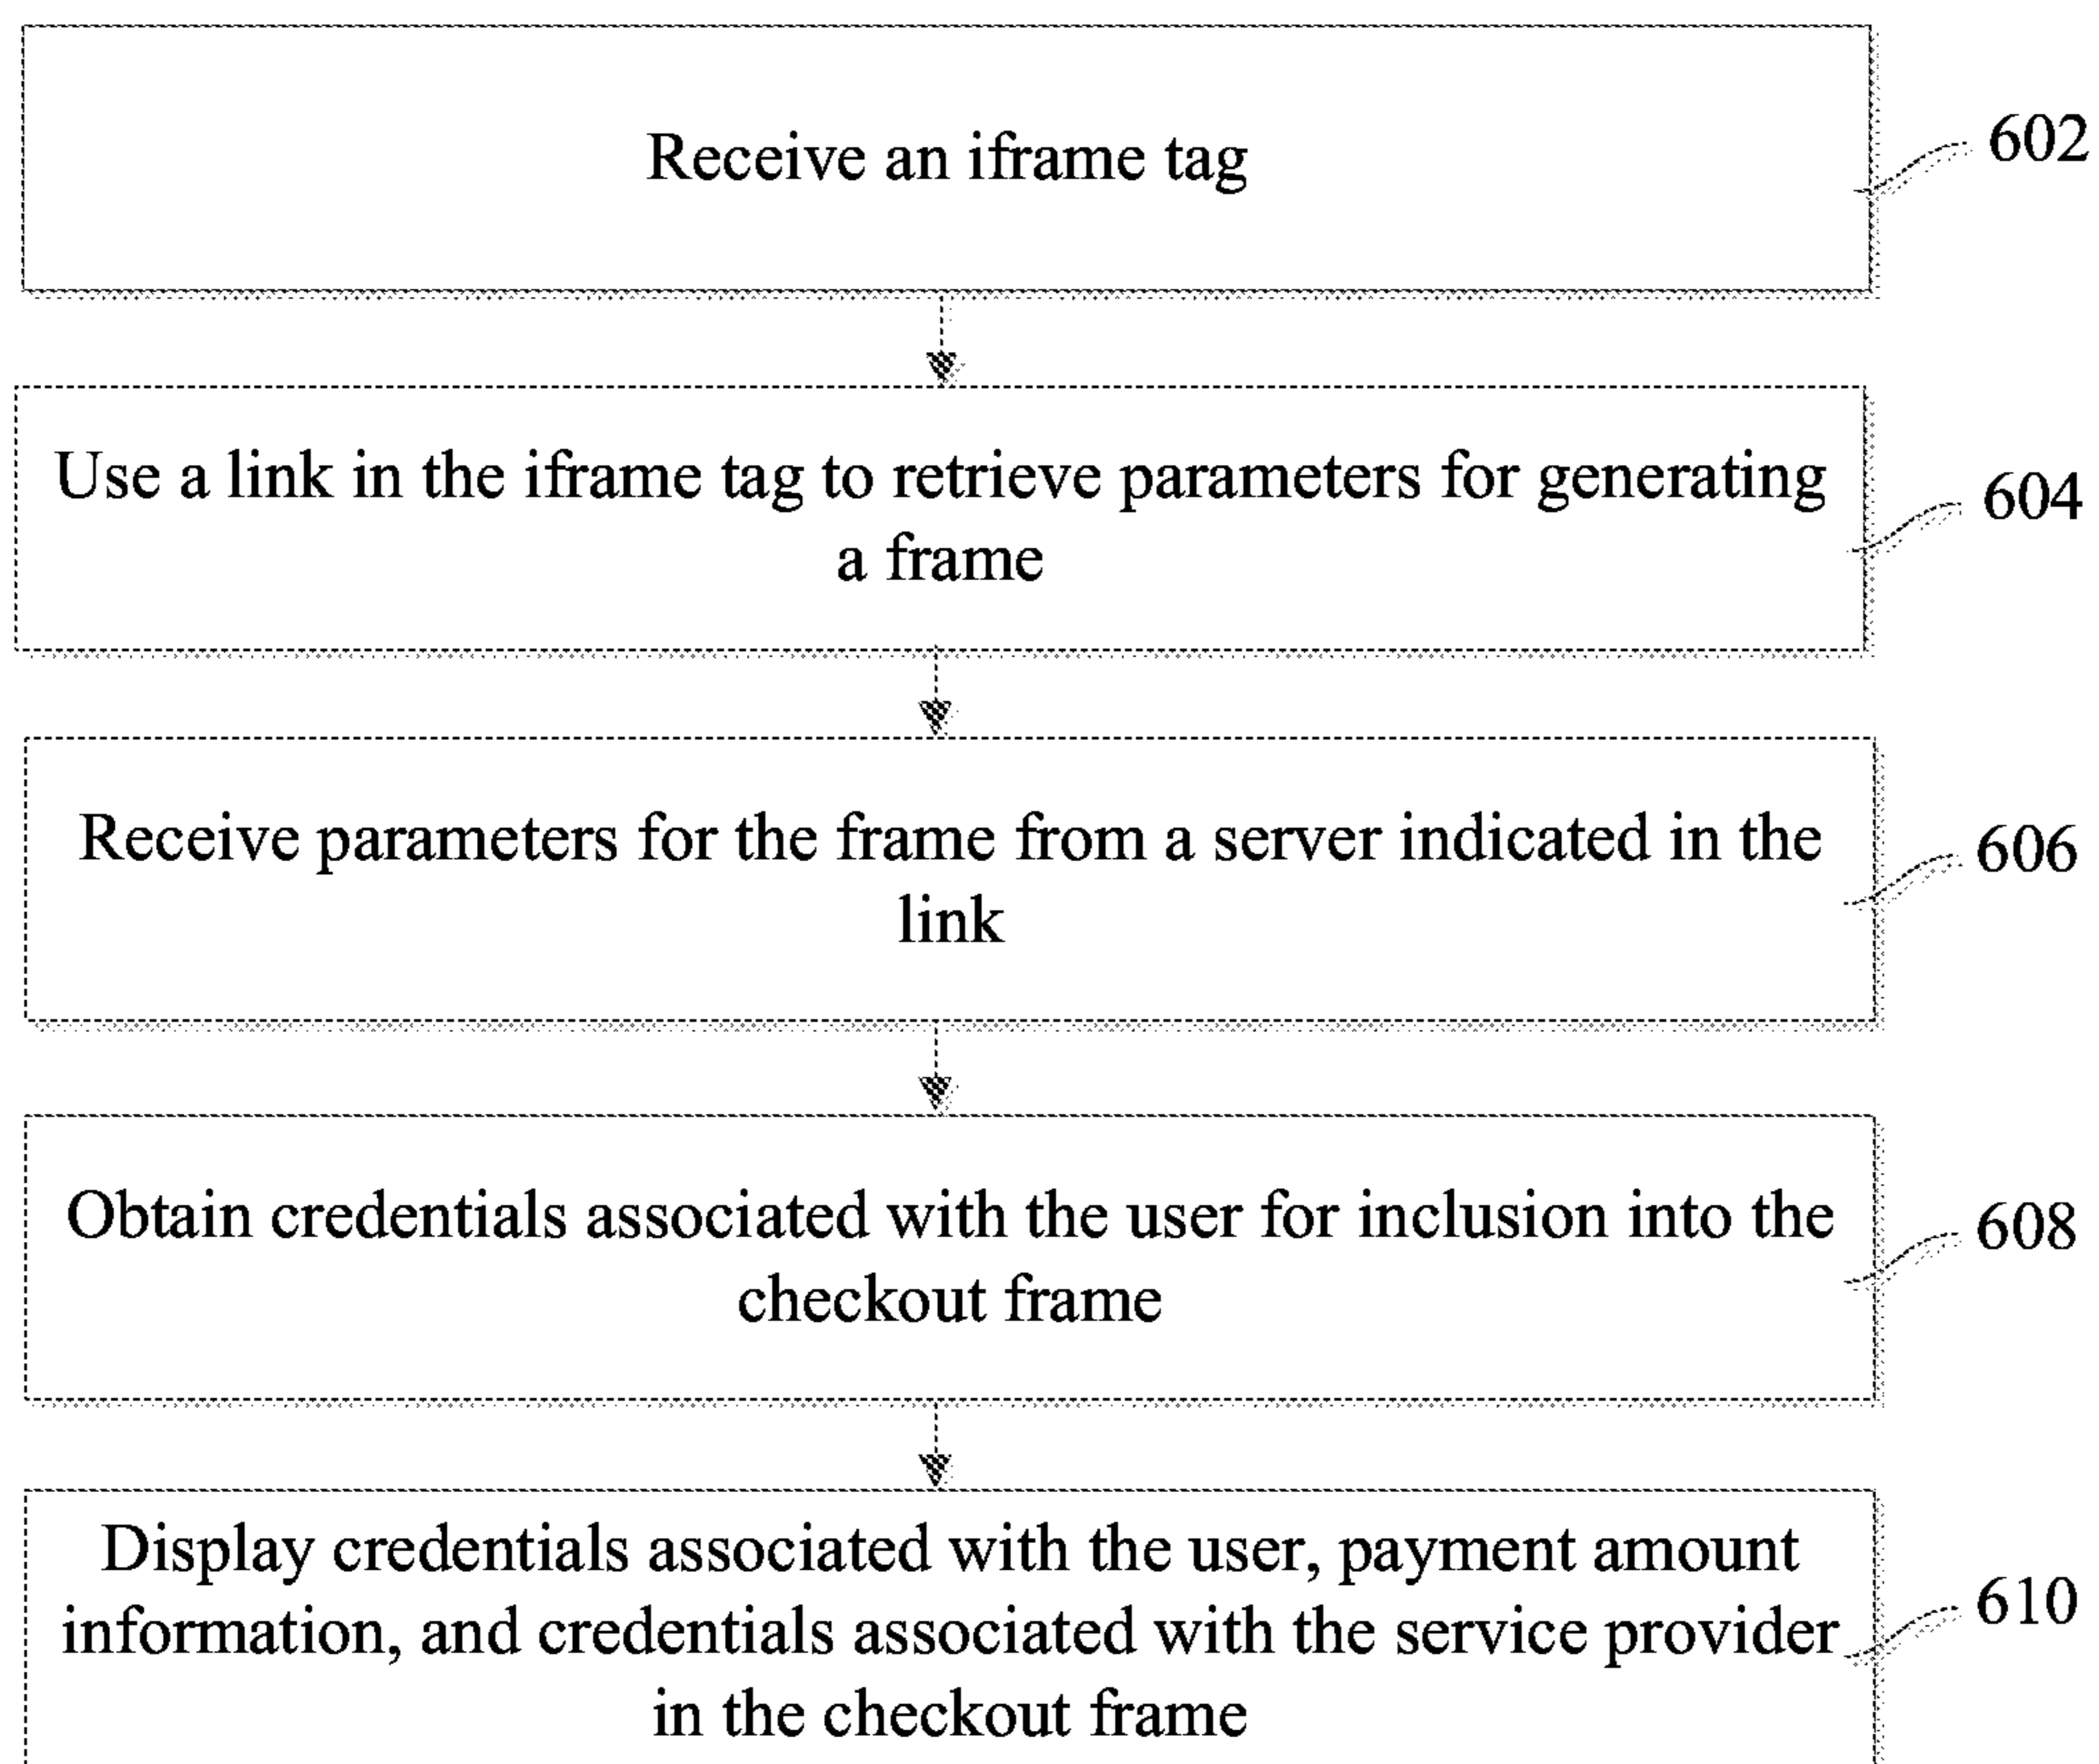 Receive an iframe tag
602
Use a link in the iframe tag to retrieve parameters for generating
a frame
604
Receive parameters for the frame from a server indicated in the
link
606
Obtain credentials associated with the user for inclusion into the
checkout frame
608
Display credentials associated with the user, payment amount
information, and credentials associated with the service provider
in the checkout frame
610